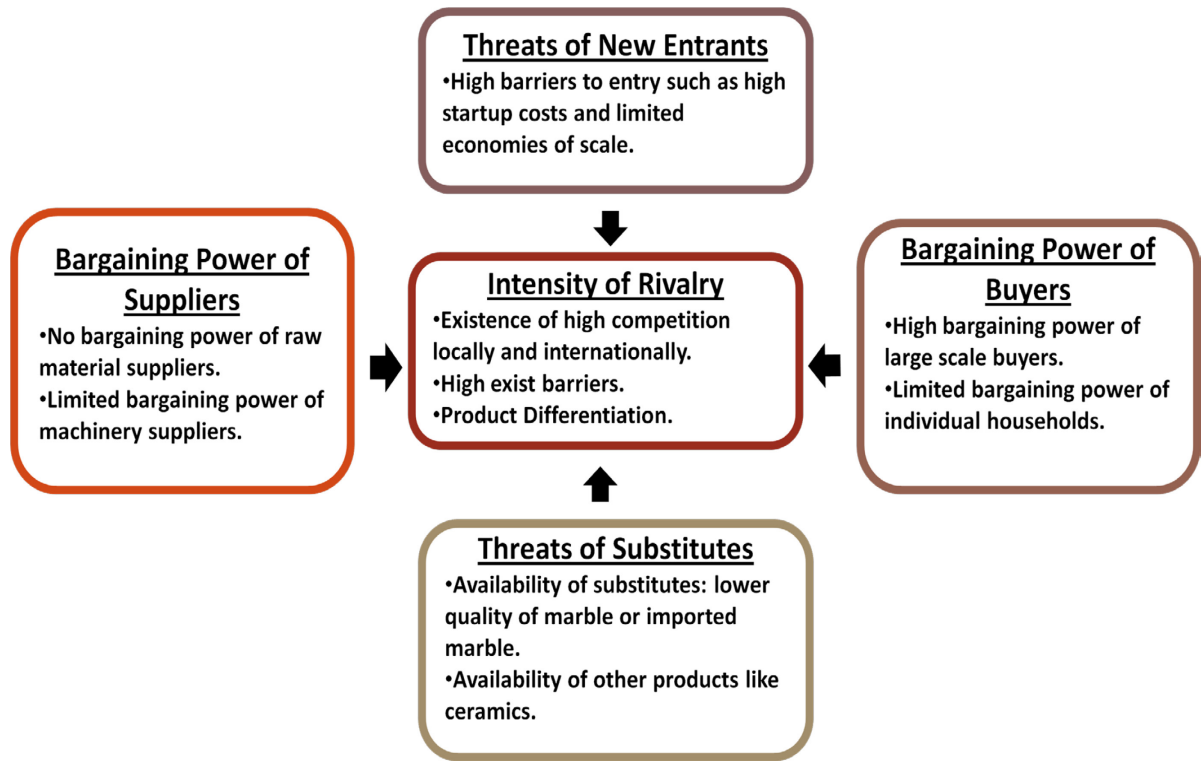 Threats of New Entrants
•High barriers to entry such as high
startup costs and limited
economies of scale.
Bargaining Power of
Suppliers
•No bargaining power of raw
material suppliers.
•Limited bargaining power of
machinery suppliers.
Intensity of Rivalry
•Existence of high competition
locally and internationally.
•High exist barriers.
•Product Differentiation.
Bargaining Power of
Buyers
•High bargaining power of
large scale buyers.
•Limited bargaining power of
individual households.
Threats of Substitutes
•Availability of substitutes: lower
quality of marble or imported
marble.
•Availability of other products like
ceramics.